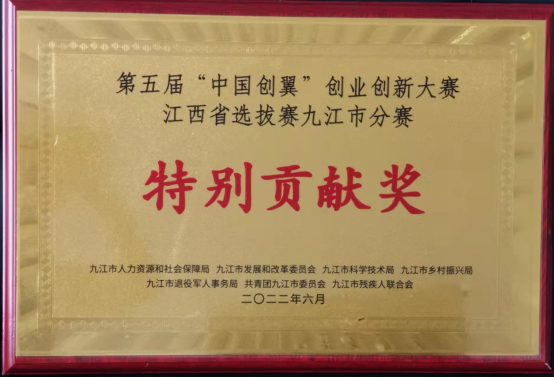 第五届“中国创翼”创业创新大赛
江西省选拔赛九江市分赛
特别贡献奖
九江市人力资源和社会保障局 九江市发展和改革委员会 九江市科学技术局 九江市乡村振兴局
九江市退役军人事务局 共青团九江市委员会 九江市残疾人联合会
二〇二二年六月